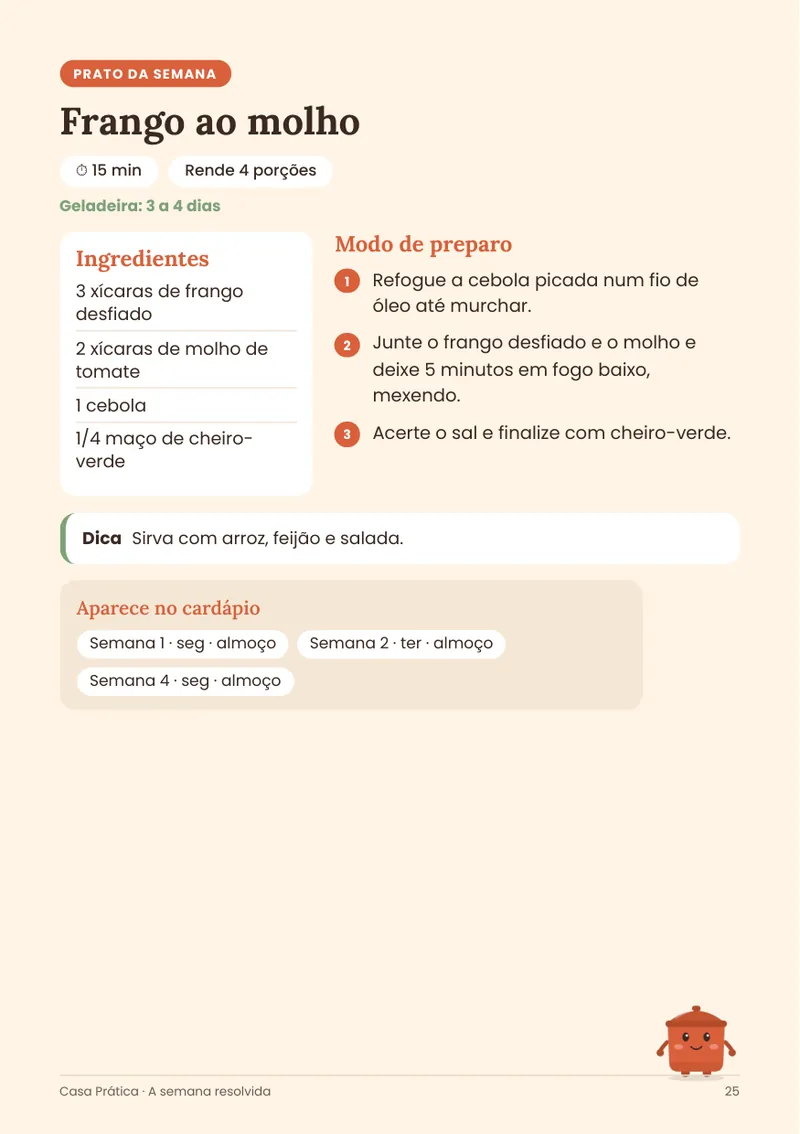 PRATO DA SEMANA
Frango ao molho
⏱ 15 min
Rende 4 porções
Geladeira: 3 a 4 dias
Ingredientes
3 xícaras de frango
desfiado
2 xícaras de molho de
tomate
1 cebola
1/4 maço de cheiro-
verde
Modo de preparo
1 Refogue a cebola picada num fio de
óleo até murchar.
2 Junte o frango desfiado e o molho e
deixe 5 minutos em fogo baixo,
mexendo.
3 Acerte o sal e finalize com cheiro-verde.
Dica Sirva com arroz, feijão e salada.
Aparece no cardápio
Semana 1 · seg · almoço
Semana 2 · ter · almoço
Semana 4 · seg · almoço
Casa Prática · A semana resolvida
25